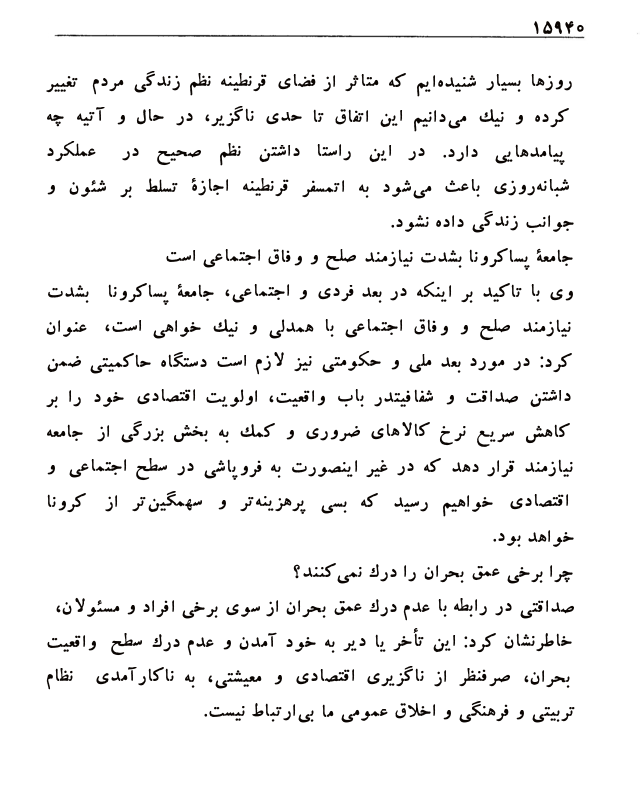 ۱۵۹۴۰
روزها بسیار شنیده‌ایم که متاثر از فضای قرنطینه نظم زندگی مردم تغییر
کرده و نیك می‌دانیم این اتفاق تا حدی ناگزیر، در حال و آتیه چه
پیامدهایی دارد. در این راستا داشتن نظم صحیح در عملکرد
شبانه‌روزی باعث می‌شود به اتمسفر قرنطینه اجازهٔ تسلط بر شئون و
جوانب زندگی داده نشود.
جامعهٔ پساکرونا بشدت نیازمند صلح و وفاق اجتماعی است
وی با تاکید بر اینکه در بعد فردی و اجتماعی، جامعهٔ پساکرونا بشدت
نیازمند صلح و وفاق اجتماعی با همدلی و نیك خواهی است، عنوان
کرد: در مورد بعد ملی و حکومتی نیز لازم است دستگاه حاکمیتی ضمن
داشتن صداقت و شفافیتدر باب واقعیت، اولویت اقتصادی خود را بر
کاهش سریع نرخ کالاهای ضروری و کمك به بخش بزرگی از جامعه
نیازمند قرار دهد که در غیر اینصورت به فروپاشی در سطح اجتماعی و
اقتصادی خواهیم رسید که بسی پرهزینه‌تر و سهمگین‌تر از کرونا
خواهد بود.
چرا برخی عمق بحران را درك نمی‌کنند؟
صداقتی در رابطه با عدم درك عمق بحران از سوی برخی افراد و مسئولان،
خاطرنشان کرد: این تأخر یا دیر به خود آمدن و عدم درك سطح واقعیت
بحران، صرفنظر از ناگزیری اقتصادی و معیشتی، به ناکارآمدی نظام
تربیتی و فرهنگی و اخلاق عمومی ما بی‌ارتباط نیست.